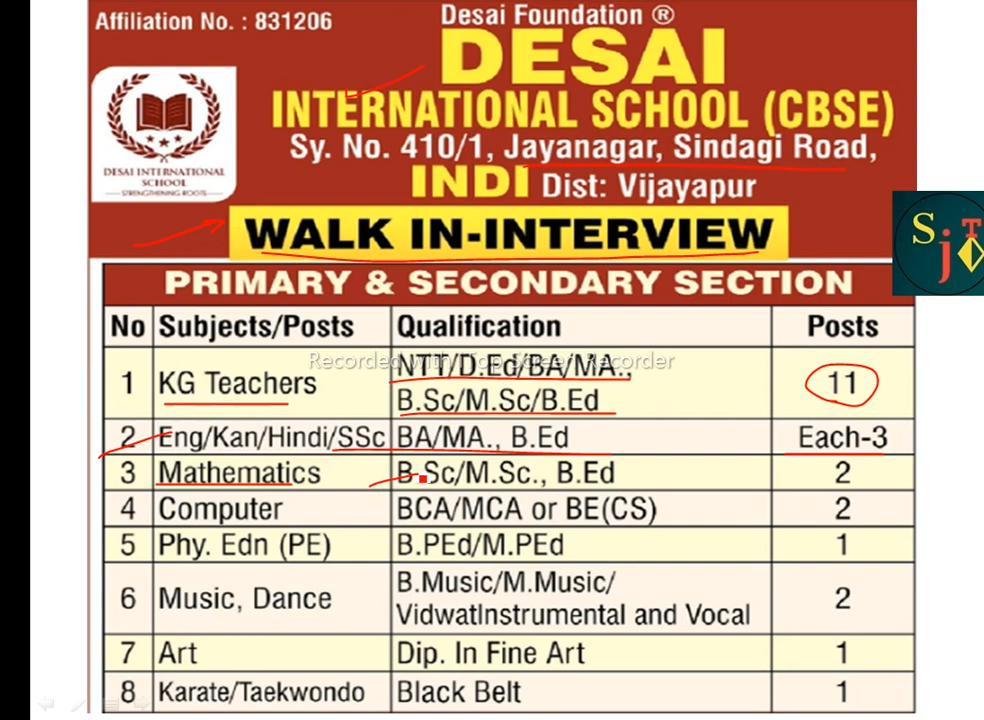 Affiliation No. : 831206
Desai Foundation ®
DESAI
INTERNATIONAL SCHOOL (CBSE)
Sy. No. 410/1, Jayanagar, Sindagi Road,
INDI Dist: Vijayapur
DESAI INTERNATIONAL
SCHOOL
STRENGTHENING ROOTS
WALK IN-INTERVIEW
SjT
PRIMARY & SECONDARY SECTION
No Subjects/Posts Qualification Posts
Recorded with iTop Screen Recorder
1 KG Teachers NTT/D.Ed/BA/MA., 11
B.Sc/M.Sc/B.Ed
2 Eng/Kan/Hindi/SSc BA/MA., B.Ed Each-3
3 Mathematics B.Sc/M.Sc., B.Ed 2
4 Computer BCA/MCA or BE(CS) 2
5 Phy. Edn (PE) B.PEd/M.PEd 1
6 Music, Dance B.Music/M.Music/ 2
VidwatInstrumental and Vocal
7 Art Dip. In Fine Art 1
8 Karate/Taekwondo Black Belt 1